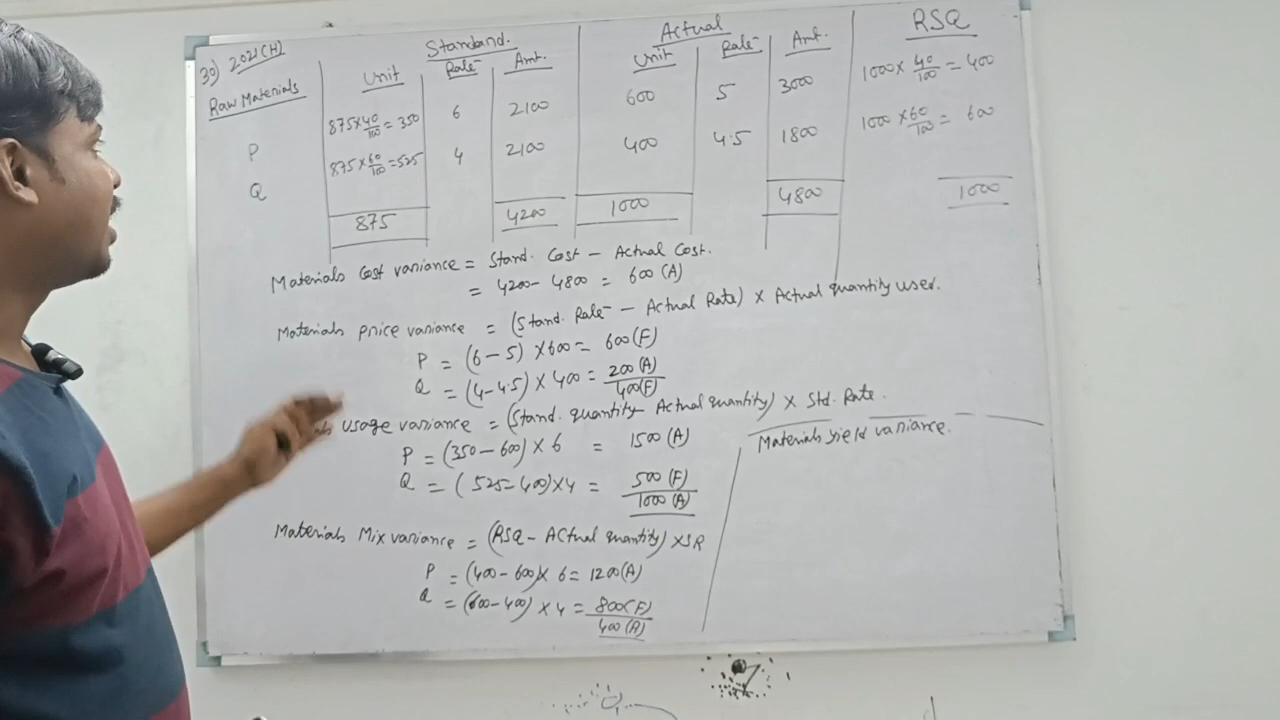 30) 2021(H)
Standard. Actual RSQ
Raw Materials Unit Rate Amt. Unit Rate Amt.
P 875×40/100=350 6 2100 600 5 3000 1000×40/100=400
Q 875×60/100=525 4 2100 400 4.5 1800 1000×60/100=600
875 4200 1000 4800 1000
Materials Cost variance = Stand. Cost – Actual Cost.
= 4200 – 4800 = 600 (A)
Materials price variance = (Stand. Rate – Actual Rate) × Actual quantity used.
P = (6–5) ×600= 600(F)
Q = (4–4.5) × 400 = 200(A)
400(F)
usage variance = (Stand. quantity – Actual quantity) × Std. Rate.
P = (350–600) × 6 = 1500 (A)
Q = (525–400)×4 = 500 (F)
1000 (A)
Materials Mix variance = (RSQ – Actual quantity) × SR
P = (400–600)× 6 = 1200(A)
Q = (600–400) × 4 = 800(F)
400 (A)
Materials yield variance.